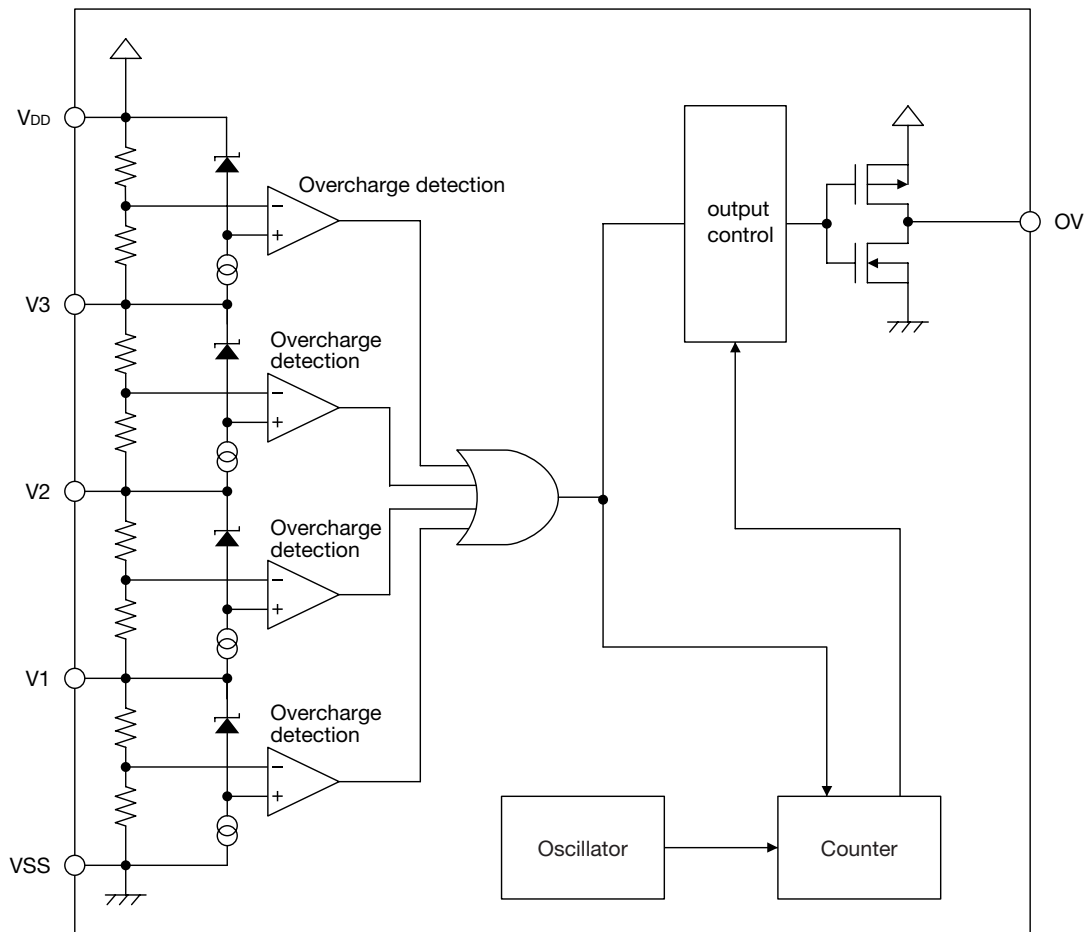 VDD
Overcharge detection
output
control
OV
V3
Overcharge
detection
V2
Overcharge
detection
V1
Overcharge
detection
VSS
Oscillator
Counter
−
+
−
+
−
+
−
+